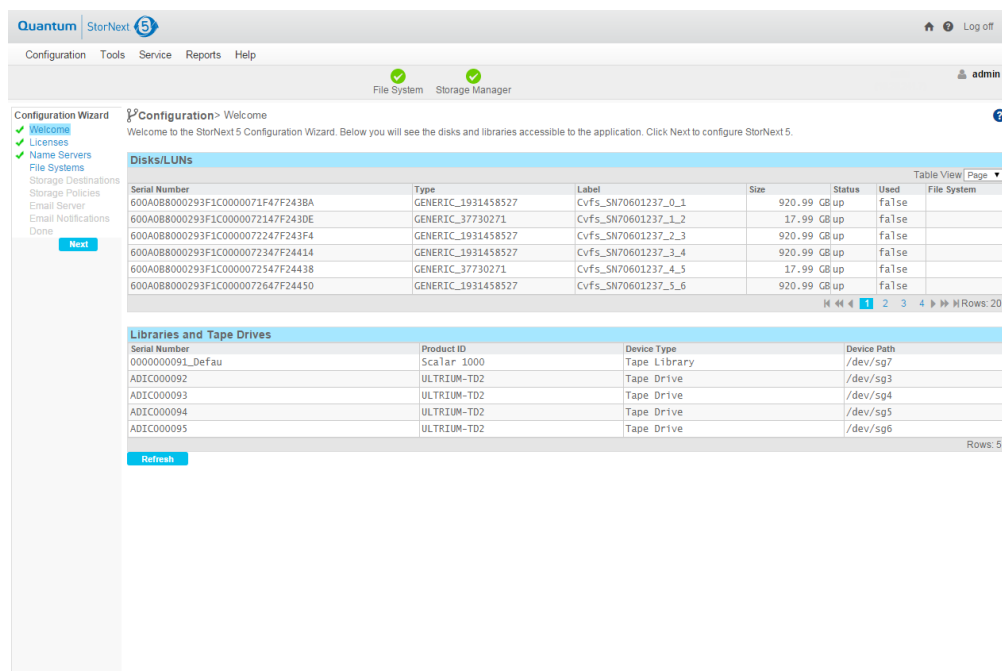 Quantum StorNext 5 Log off
Configuration Tools Service Reports Help
File System Storage Manager admin
Configuration Wizard
Welcome
Licenses
Name Servers
File Systems
Storage Destinations
Storage Policies
Email Server
Email Notifications
Done
Next
Configuration> Welcome
Welcome to the StorNext 5 Configuration Wizard. Below you will see the disks and libraries accessible to the application. Click Next to configure StorNext 5.
Disks/LUNs
Table View: Page
Serial Number Type Label Size Status Used File System
600A0B8000293F1C0000071F47F243BA GENERIC_1931458527 Cvfs_SN70601237_0_1 920.99 GB up false
600A0B8000293F1C0000072147F243DE GENERIC_37730271 Cvfs_SN70601237_1_2 17.99 GB up false
600A0B8000293F1C0000072247F243F4 GENERIC_1931458527 Cvfs_SN70601237_2_3 920.99 GB up false
600A0B8000293F1C0000072347F24414 GENERIC_1931458527 Cvfs_SN70601237_3_4 920.99 GB up false
600A0B8000293F1C0000072547F24438 GENERIC_37730271 Cvfs_SN70601237_4_5 17.99 GB up false
600A0B8000293F1C0000072647F24450 GENERIC_1931458527 Cvfs_SN70601237_5_6 920.99 GB up false
1 2 3 4 Rows: 20
Libraries and Tape Drives
Serial Number Product ID Device Type Device Path
0000000091_Defau Scalar 1000 Tape Library /dev/sg7
ADIC000092 ULTRIUM-TD2 Tape Drive /dev/sg3
ADIC000093 ULTRIUM-TD2 Tape Drive /dev/sg4
ADIC000094 ULTRIUM-TD2 Tape Drive /dev/sg5
ADIC000095 ULTRIUM-TD2 Tape Drive /dev/sg6
Rows: 5
Refresh